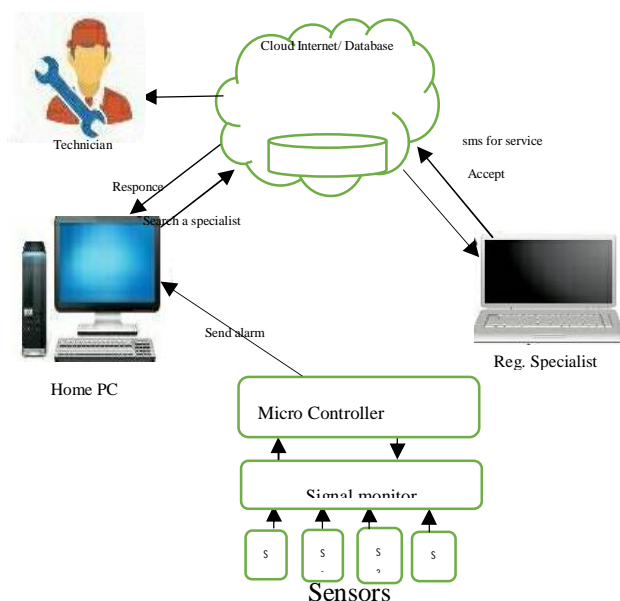 Cloud Internet/ Database
Technician
sms for service
Accept
Responce
Search a specialist
Send alarm
Reg. Specialist
Home PC
Micro Controller
Signal monitor
S
S
S
S
Sensors